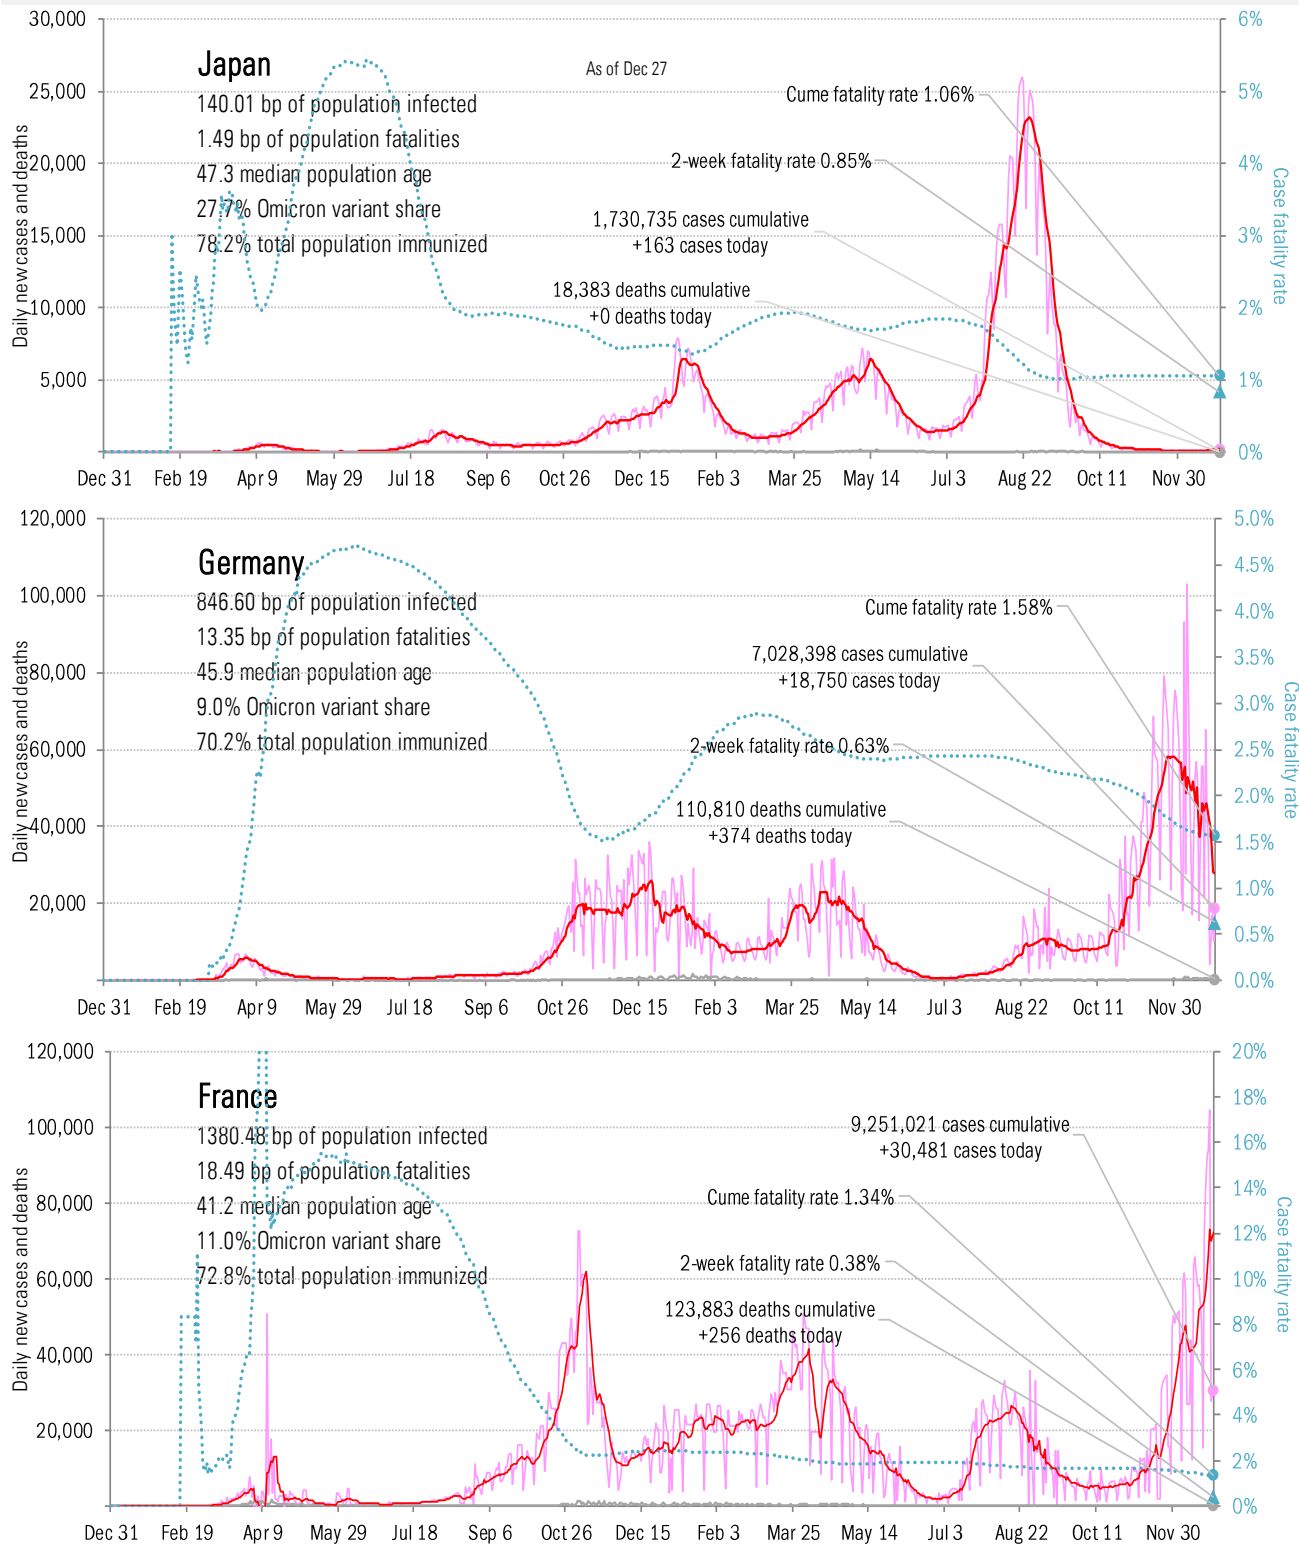 30,000
6%
Japan
As of Dec 27
140.01 bp of population infected
25,000
Cume fatality rate 1.06%
5%
1.49 bp of population fatalities
20,000
2-week fatality rate 0.85%
4%
47.3 median population age
27.7% Omicron variant share
1,730,735 cases cumulative
+163 cases today
15,000
78.2% total population immunized
3%
18,383 deaths cumulative
+0 deaths today
10,000
2%
5,000
1%
0%
Daily new cases and deaths
Case fatality rate
Dec 31 Feb 19 Apr 9 May 29 Jul 18 Sep 6 Oct 26 Dec 15 Feb 3 Mar 25 May 14 Jul 3 Aug 22 Oct 11 Nov 30
120,000
5.0%
Germany
4.5%
100,000
846.60 bp of population infected
Cume fatality rate 1.58%
4.0%
13.35 bp of population fatalities
7,028,398 cases cumulative
+18,750 cases today
3.5%
80,000
45.9 median population age
9.0% Omicron variant share
3.0%
70.2% total population immunized
2-week fatality rate 0.63%
60,000
2.5%
2.0%
110,810 deaths cumulative
+374 deaths today
40,000
1.5%
20,000
1.0%
0.5%
0.0%
Daily new cases and deaths
Case fatality rate
Dec 31 Feb 19 Apr 9 May 29 Jul 18 Sep 6 Oct 26 Dec 15 Feb 3 Mar 25 May 14 Jul 3 Aug 22 Oct 11 Nov 30
120,000
20%
France
18%
100,000
1380.48 bp of population infected
9,251,021 cases cumulative
+30,481 cases today
16%
18.49 bp of population fatalities
14%
80,000
41.2 median population age
Cume fatality rate 1.34%
11.0% Omicron variant share
12%
2-week fatality rate 0.38%
60,000
72.8% total population immunized
10%
123,883 deaths cumulative
+256 deaths today
8%
40,000
6%
20,000
4%
2%
0%
Daily new cases and deaths
Case fatality rate
Dec 31 Feb 19 Apr 9 May 29 Jul 18 Sep 6 Oct 26 Dec 15 Feb 3 Mar 25 May 14 Jul 3 Aug 22 Oct 11 Nov 30